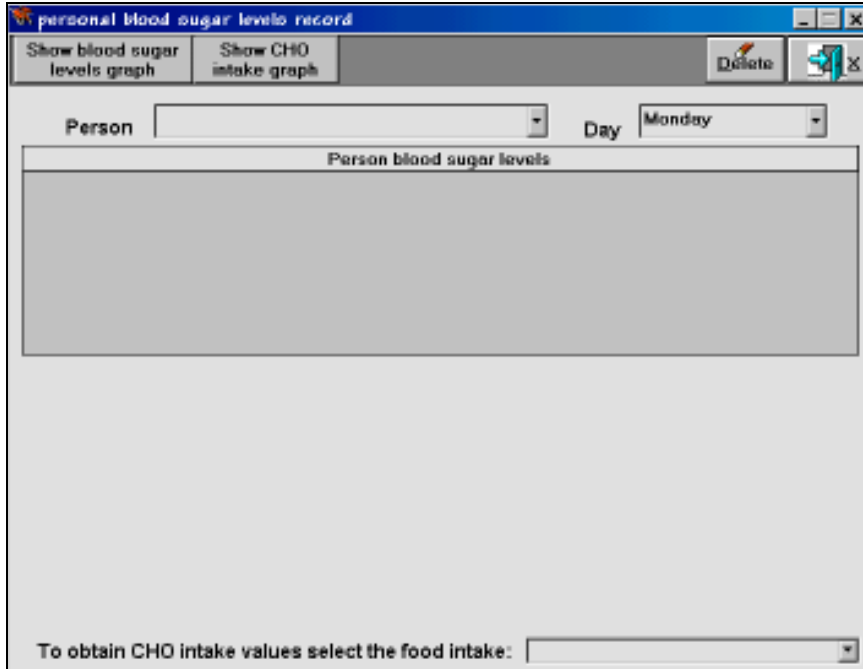 personal blood sugar levels record
Show blood sugar levels graph
Show CHO intake graph
Delete
x
Person
Day
Monday
Person blood sugar levels
To obtain CHO intake values select the food intake: